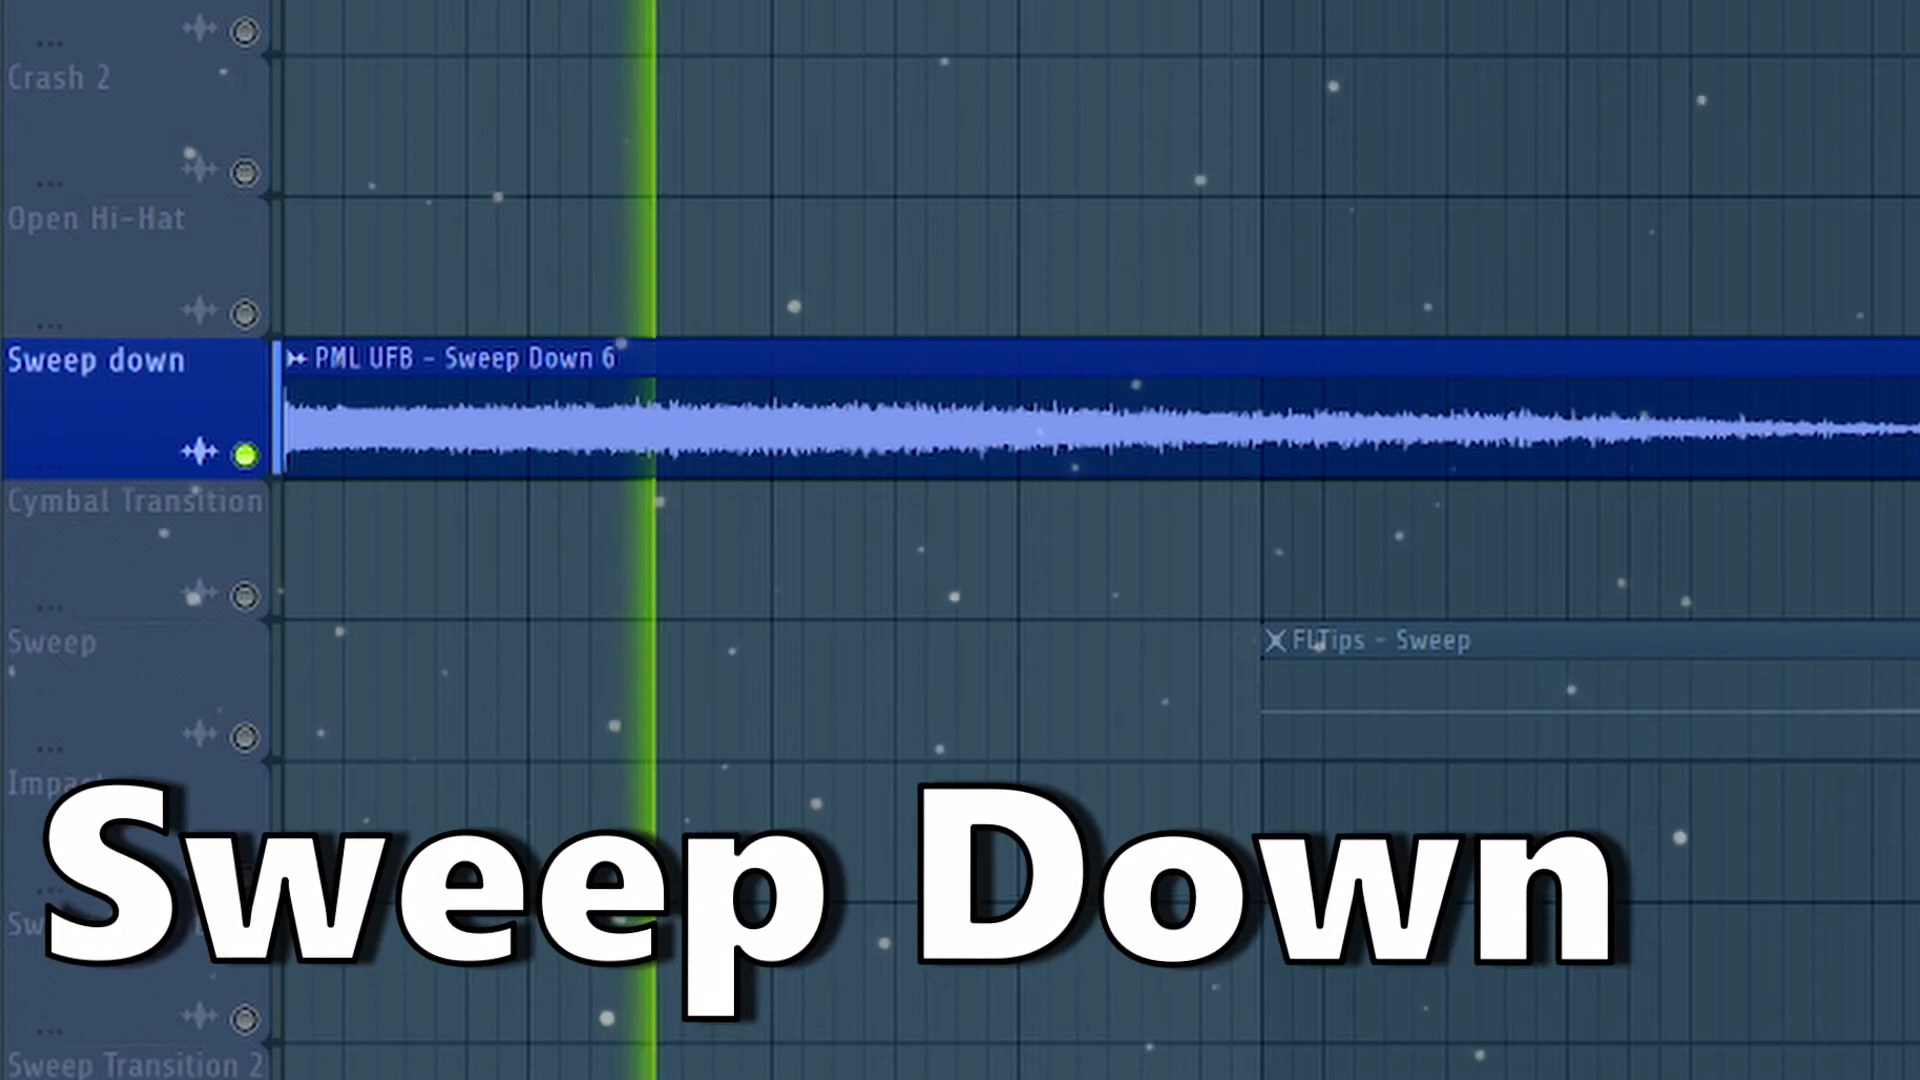 Crash 2
Open Hi-Hat
Sweep down
PML UFB - Sweep Down 6
Cymbal Transition
Sweep
FLTips - Sweep
Sweep Down
Sweep Transition 2